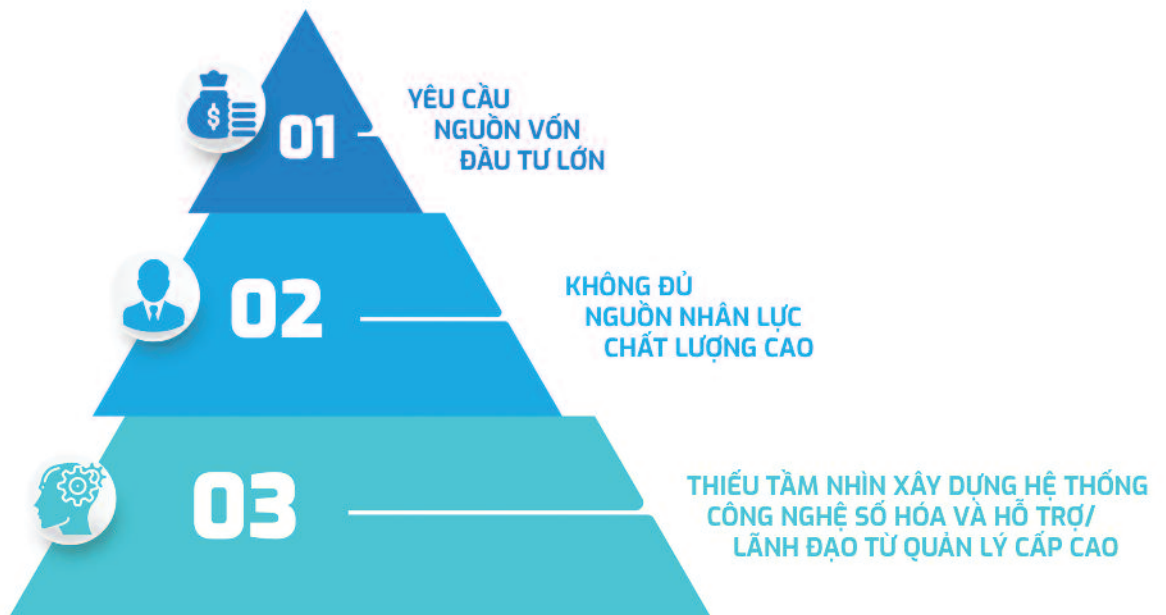 01
YÊU CẦU
NGUỒN VỐN
ĐẦU TƯ LỚN
02
KHÔNG ĐỦ
NGUỒN NHÂN LỰC
CHẤT LƯỢNG CAO
03
THIẾU TẦM NHÌN XÂY DỰNG HỆ THỐNG
CÔNG NGHỆ SỐ HÓA VÀ HỖ TRỢ/
LÃNH ĐẠO TỪ QUẢN LÝ CẤP CAO
$